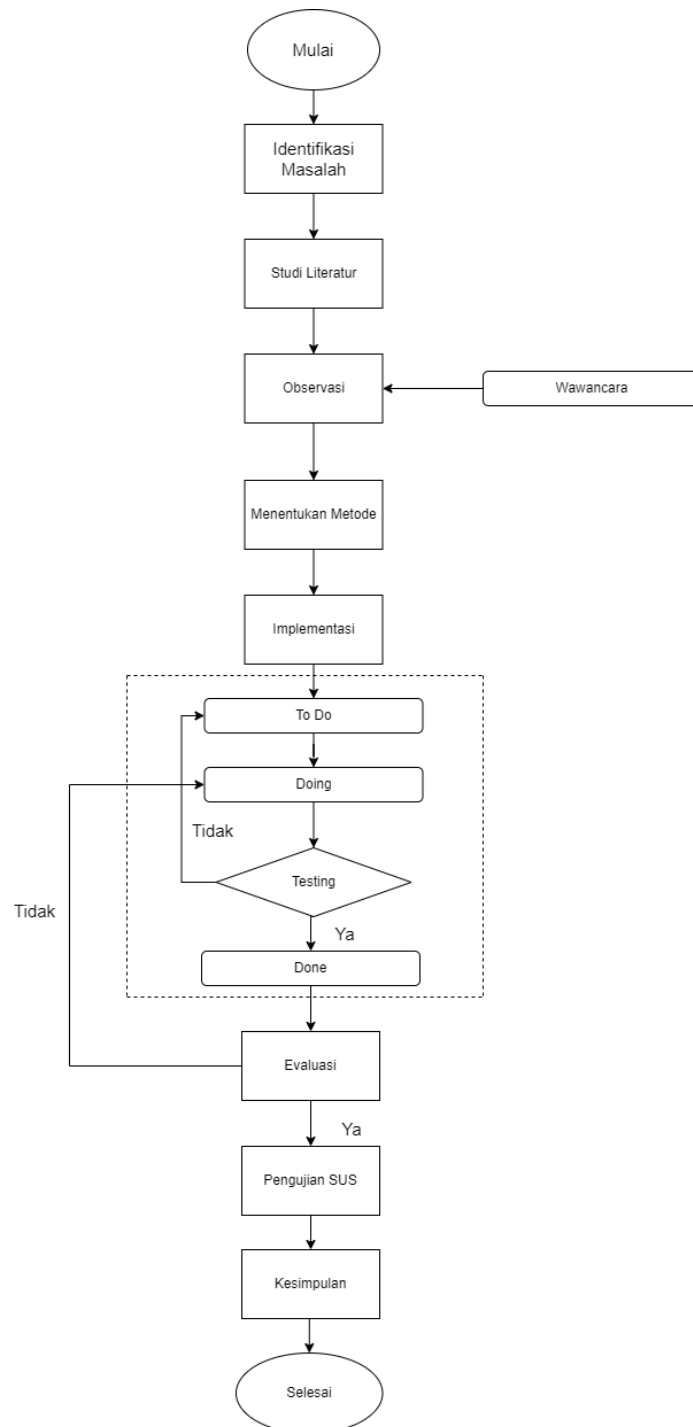 Mulai
Identifikasi
Masalah
Studi Literatur
Observasi
Wawancara
Menentukan Metode
Implementasi
To Do
Doing
Tidak
Testing
Tidak
Ya
Done
Evaluasi
Ya
Pengujian SUS
Kesimpulan
Selesai